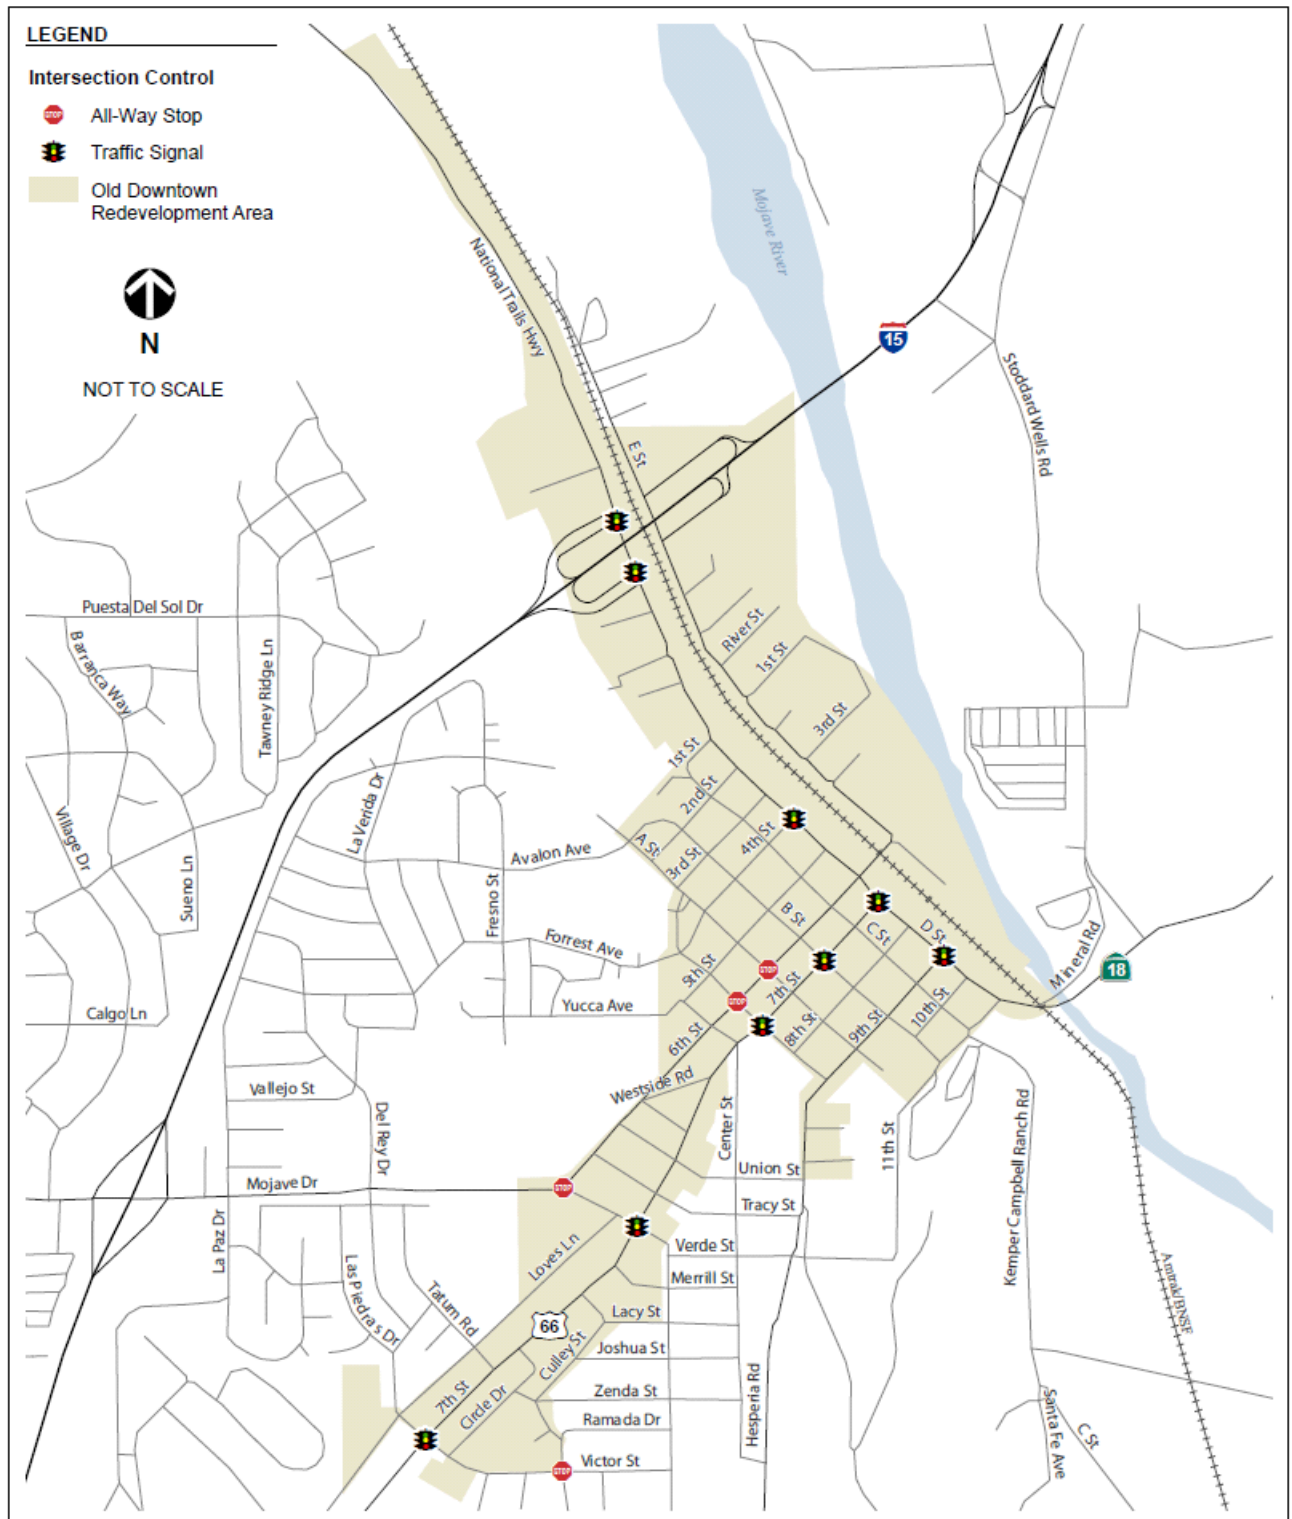 LEGEND
Intersection Control
STOP
All-Way Stop
Traffic Signal
Old Downtown
Redevelopment Area
N
NOT TO SCALE
Mojave River
National Trails Hwy
15
Stoddard Wells Rd
E St
Puesta Del Sol Dr
Barranca Way
Tawney Ridge Ln
River St
1st St
3rd St
1st St
2nd St
La Verida Dr
Village Dr
Sueno Ln
Avalon Ave
A St
3rd St
4th St
Fresno St
Forrest Ave
B St
C St
D St
Mineral Rd
18
5th St
STOP
7th St
Calgo Ln
Yucca Ave
STOP
6th St
8th St
9th St
10th St
Westside Rd
Vallejo St
Del Rey Dr
Center St
11th St
Kemper Campbell Ranch Rd
Union St
Mojave Dr
STOP
Tracy St
La Paz Dr
Loves Ln
Verde St
Merrill St
Las Piedras Dr
Tatum Rd
66
Lacy St
Culley St
Joshua St
Amtrak/BNSF
7th St
Circle Dr
Zenda St
Hesperia Rd
Ramada Dr
Santa Fe Ave
C St
STOP
Victor St